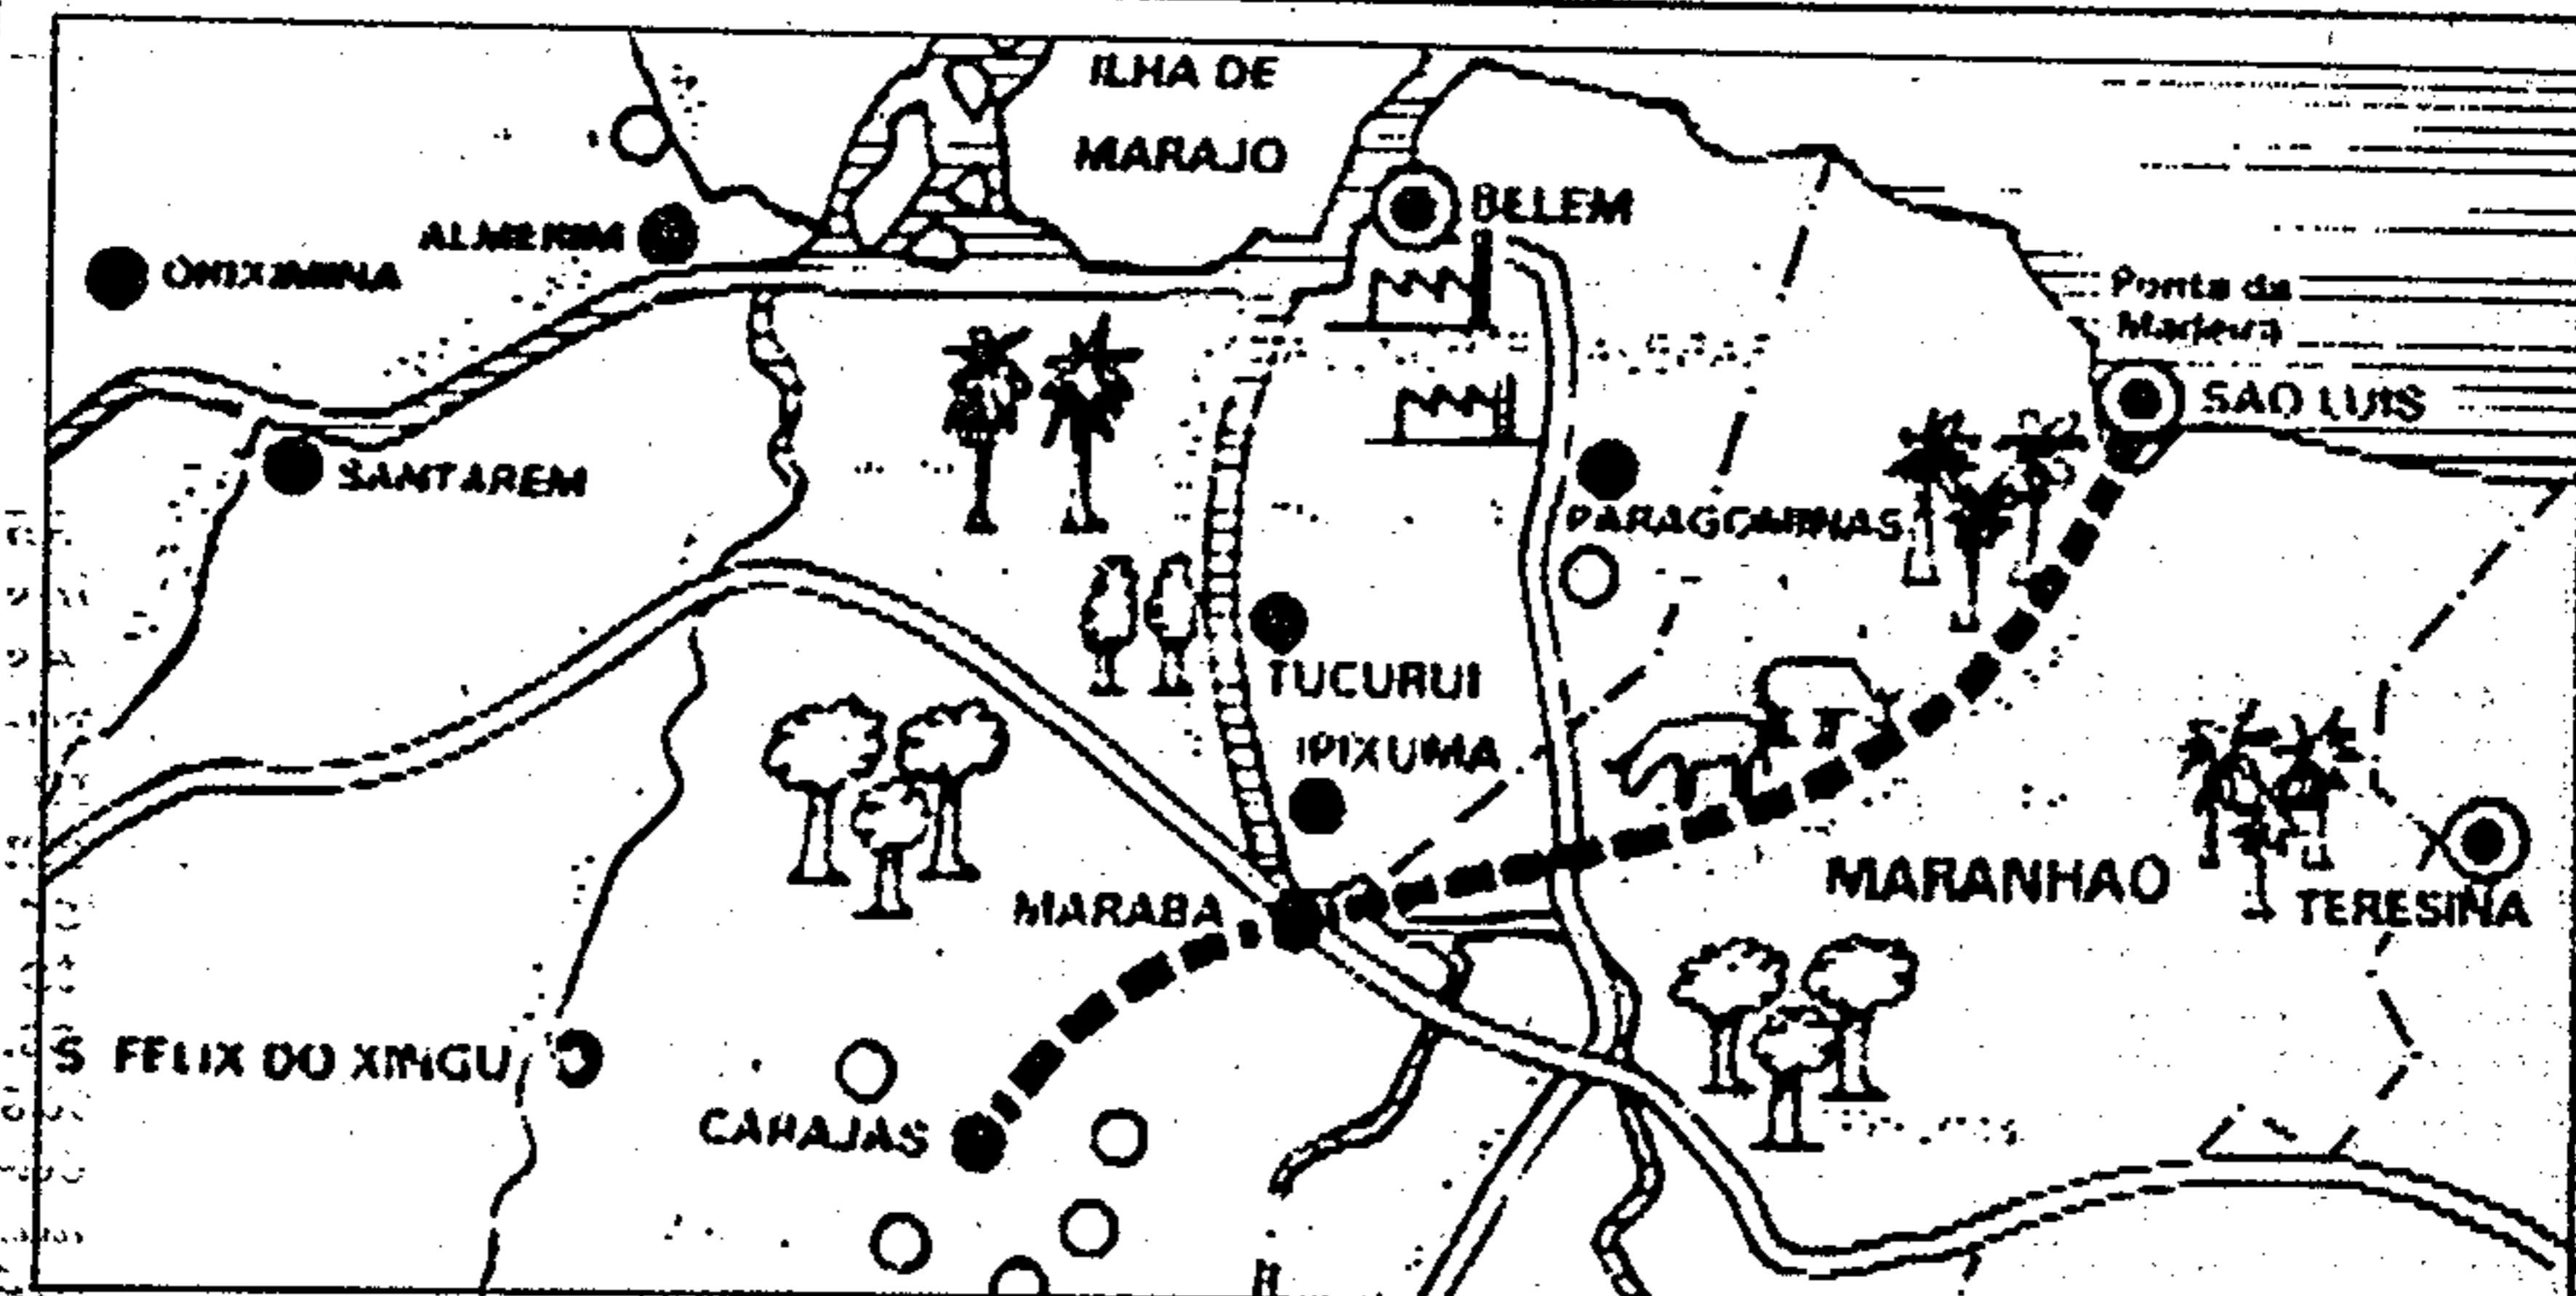 ILHA DE
MARAJO
BELEM
ALMERIM
ORIXIMINA
Ponta da
Madeira
SAO LUIS
SANTAREM
PARAGOMINAS
TUCURUI
IPIXUMA
MARANHAO
MARABA
TERESINA
S FELIX DO XINGU
CARAJAS